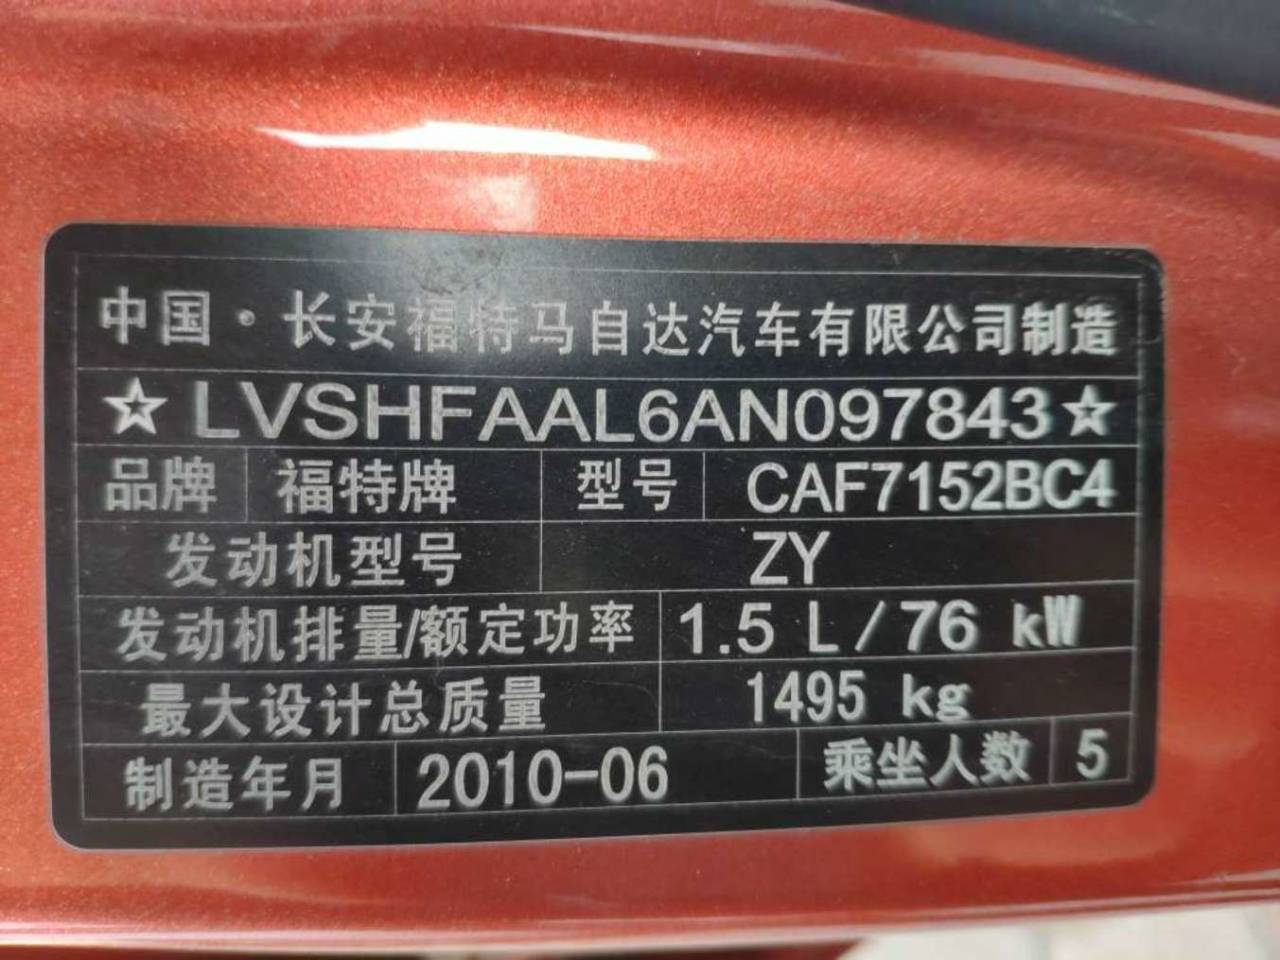 中国·长安福特马自达汽车有限公司制造
☆LVSHFAAL6AN097843☆
品牌 福特牌 型号 CAF7152BC4
发动机型号 ZY
发动机排量/额定功率 1.5 L/76 kW
最大设计总质量 1495 kg
制造年月 2010-06 乘坐人数 5